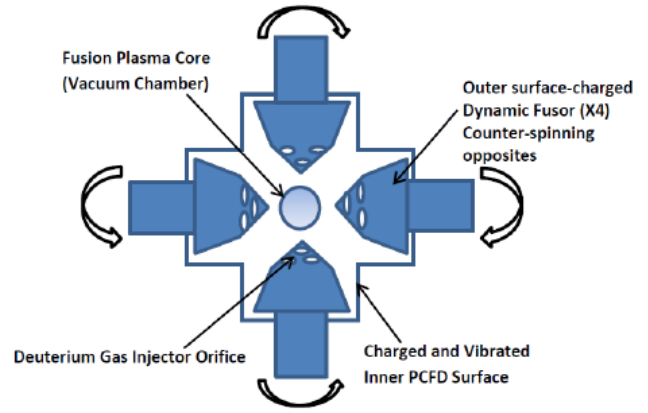 Fusion Plasma Core
(Vacuum Chamber)
Outer surface-charged
Dynamic Fusor (X4)
Counter-spinning
opposites
Deuterium Gas Injector Orifice
Charged and Vibrated
Inner PCFD Surface